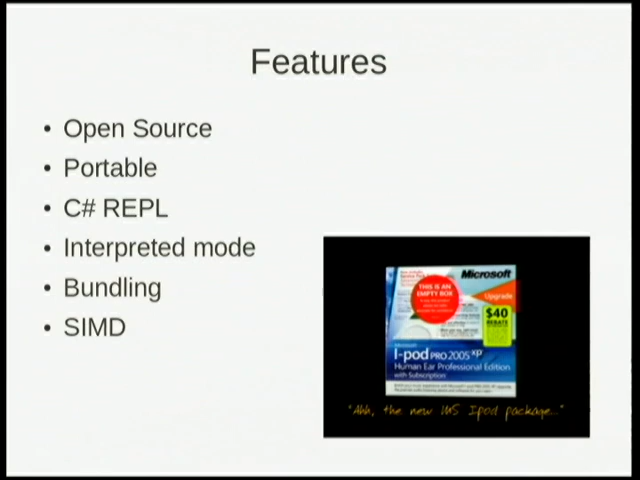 Features
• Open Source
• Portable
• C# REPL
• Interpreted mode
• Bundling
• SIMD
Microsoft
THIS IS AN
EMPTY BOX
Upgrade
$40
REBATE
Microsoft
i-pod PRO 2005 XP
Human Ear Professional Edition
with Subscription
"Ahh, the new M$ Ipod package..."